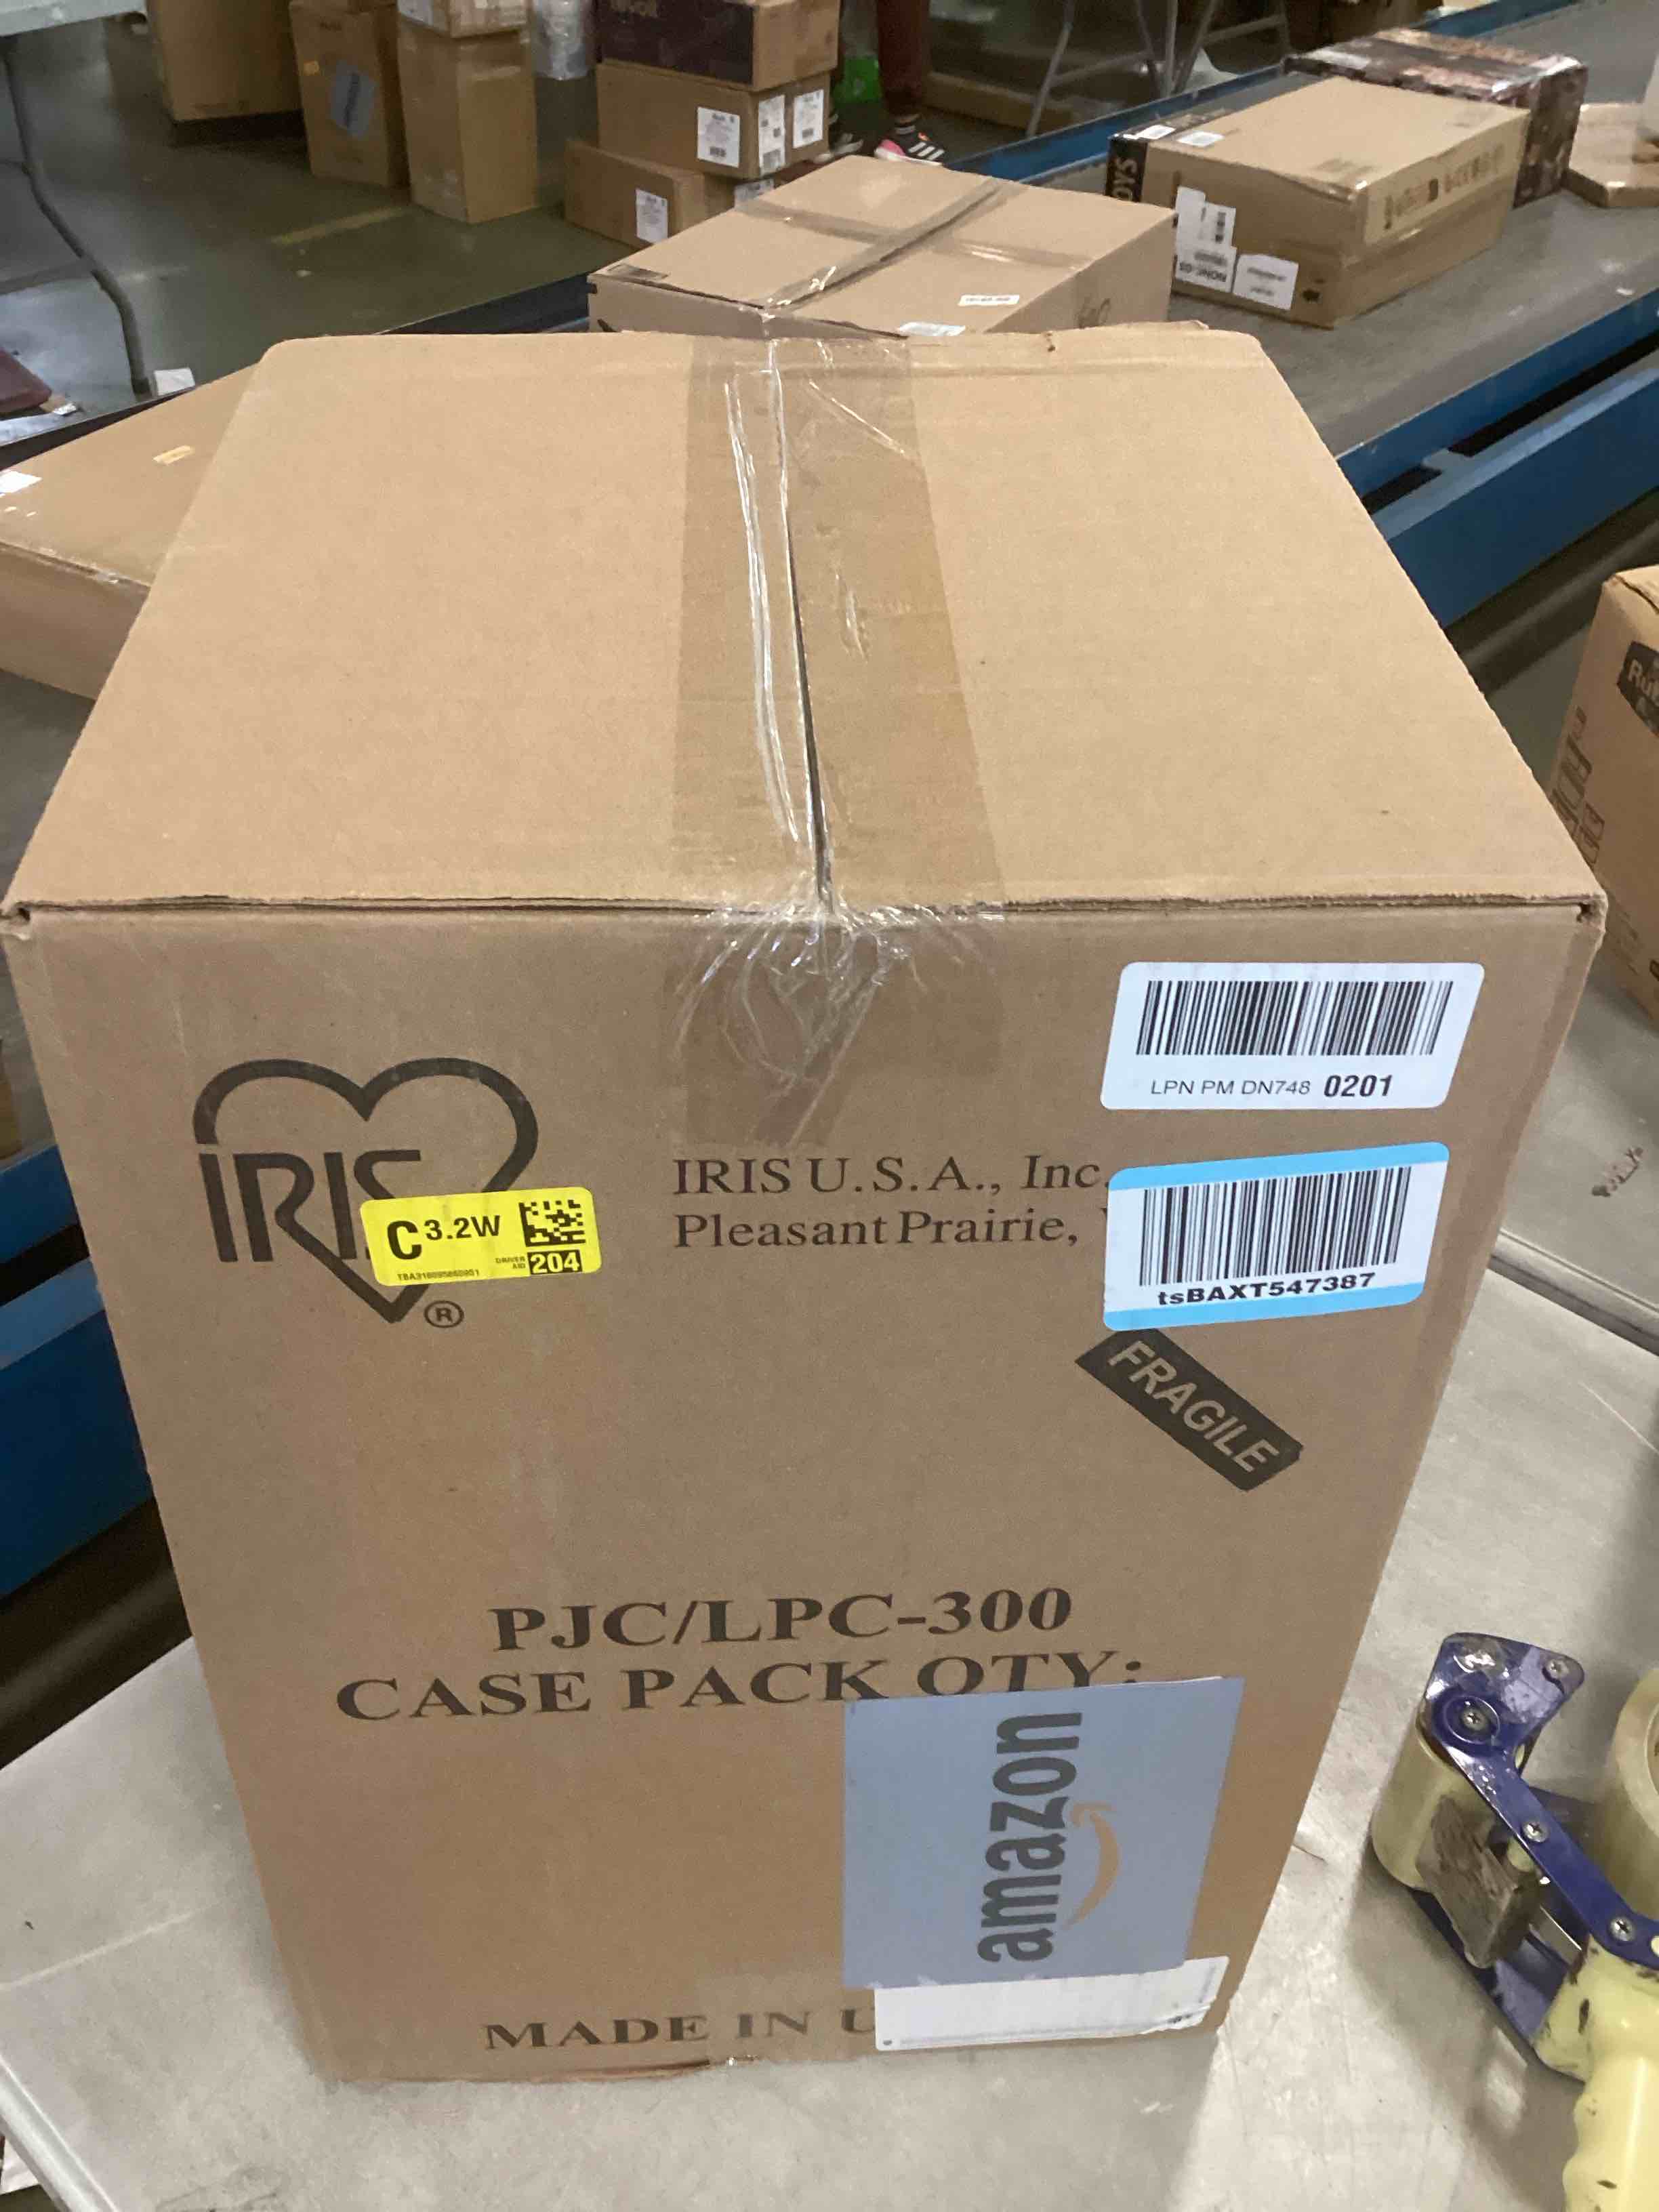 LPN PM DN748 0201
IRIS
®
C 3.2W
DRIVER AID 204
IRIS U.S.A., Inc.
Pleasant Prairie,
tsBAXT547387
FRAGILE
PJC/LPC-300
CASE PACK QTY:
amazon
MADE IN U